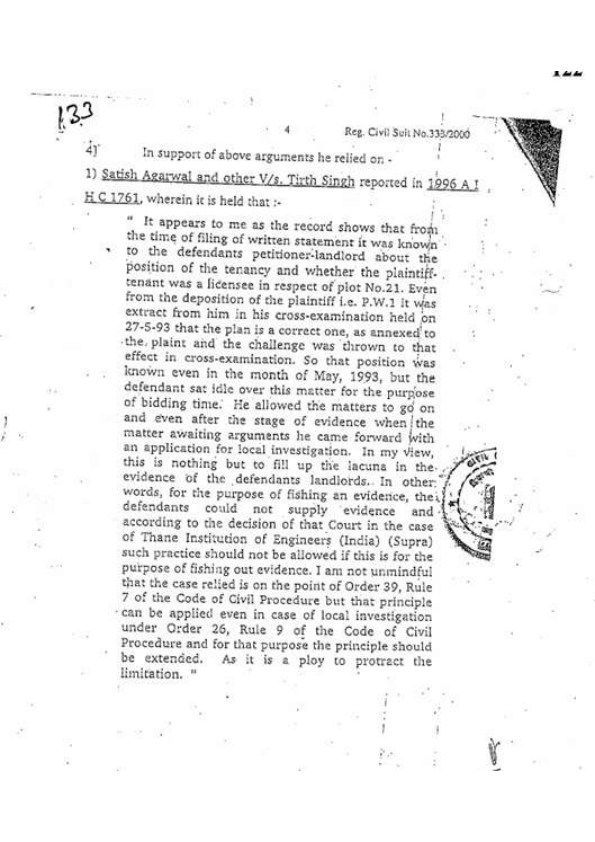 122
133
4 Reg. Civil Suit No.333/2000
4) In support of above arguments he relied on -
1) Satish Agarwal and other V/s. Tirth Singh reported in 1996 A I
H C 1761, wherein it is held that :-
" It appears to me as the record shows that from
the time of filing of written statement it was known
to the defendants petitioner-landlord about the
position of the tenancy and whether the plaintiff-
tenant was a licensee in respect of plot No.21. Even
from the deposition of the plaintiff i.e. P.W.1 it was
extract from him in his cross-examination held on
27-5-93 that the plan is a correct one, as annexed to
the plaint and the challenge was thrown to that
effect in cross-examination. So that position was
known even in the month of May, 1993, but the
defendant sat idle over this matter for the purpose
of bidding time. He allowed the matters to go on
and even after the stage of evidence when the
matter awaiting arguments he came forward with
an application for local investigation. In my view,
this is nothing but to fill up the lacuna in the
evidence of the defendants landlords. In other
words, for the purpose of fishing an evidence, the
defendants could not supply evidence and
according to the decision of that Court in the case
of Thane Institution of Engineers (India) (Supra)
such practice should not be allowed if this is for the
purpose of fishing out evidence. I am not unmindful
that the case relied is on the point of Order 39, Rule
7 of the Code of Civil Procedure but that principle
can be applied even in case of local investigation
under Order 26, Rule 9 of the Code of Civil
Procedure and for that purpose the principle should
be extended. As it is a ploy to protract the
limitation. "
CIVIL